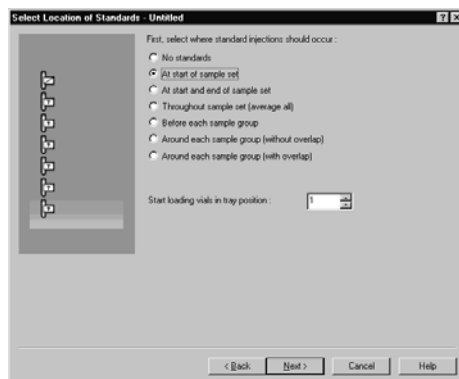 Select Location of Standards - Untitled
First, select where standard injections should occur :
No standards
At start of sample set
At start and end of sample set
Throughout sample set (average all)
Before each sample group
Around each sample group (without overlap)
Around each sample group (with overlap)
Start loading vials in tray position :
1
< Back
Next >
Cancel
Help